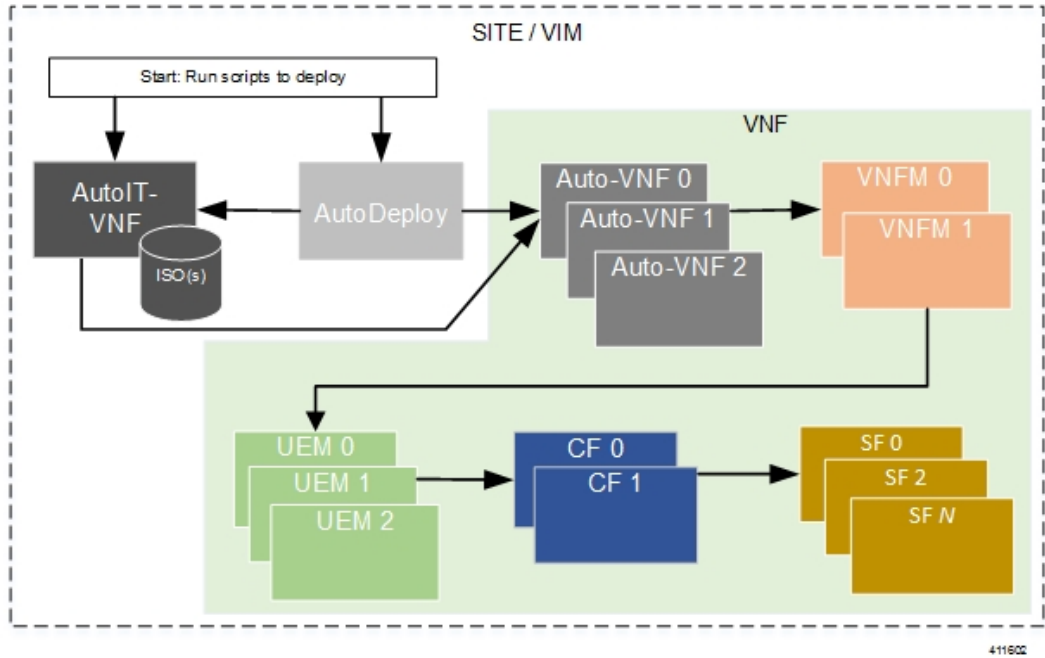 SITE / VIM
Start: Run scripts to deploy
VNF
AutoIT-
VNF
ISO(s)
AutoDeploy
Auto-VNF 0
Auto-VNF 1
Auto-VNF 2
VNFM 0
VNFM 1
UEM 0
UEM 1
UEM 2
CF 0
CF 1
SF 0
SF 2
SF N
411602